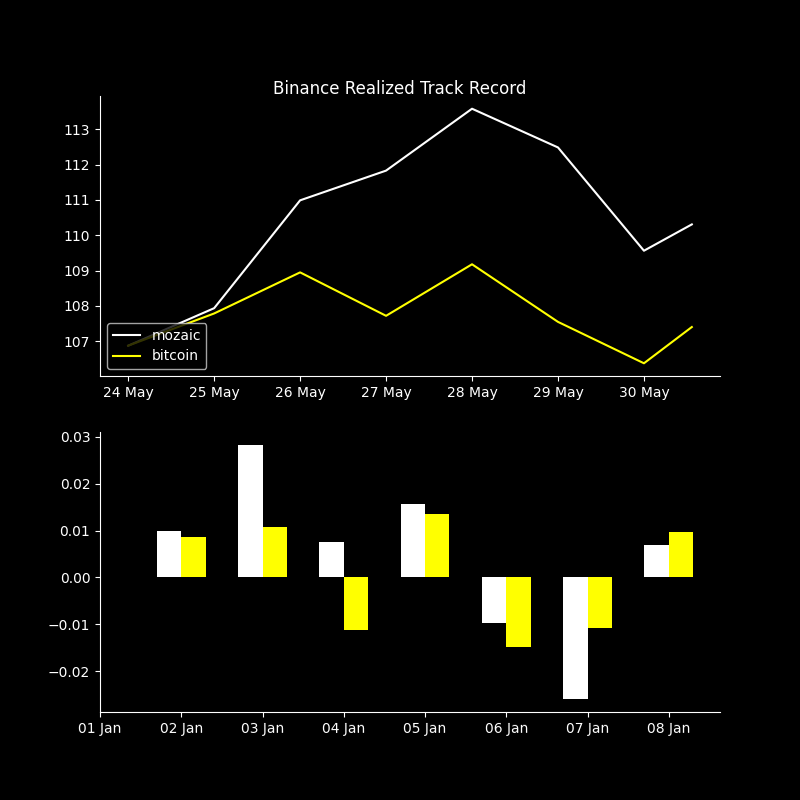 Binance Realized Track Record
113
112
111
110
109
108
107
mozaic
bitcoin
24 May 25 May 26 May 27 May 28 May 29 May 30 May
0.03
0.02
0.01
0.00
−0.01
−0.02
01 Jan 02 Jan 03 Jan 04 Jan 05 Jan 06 Jan 07 Jan 08 Jan